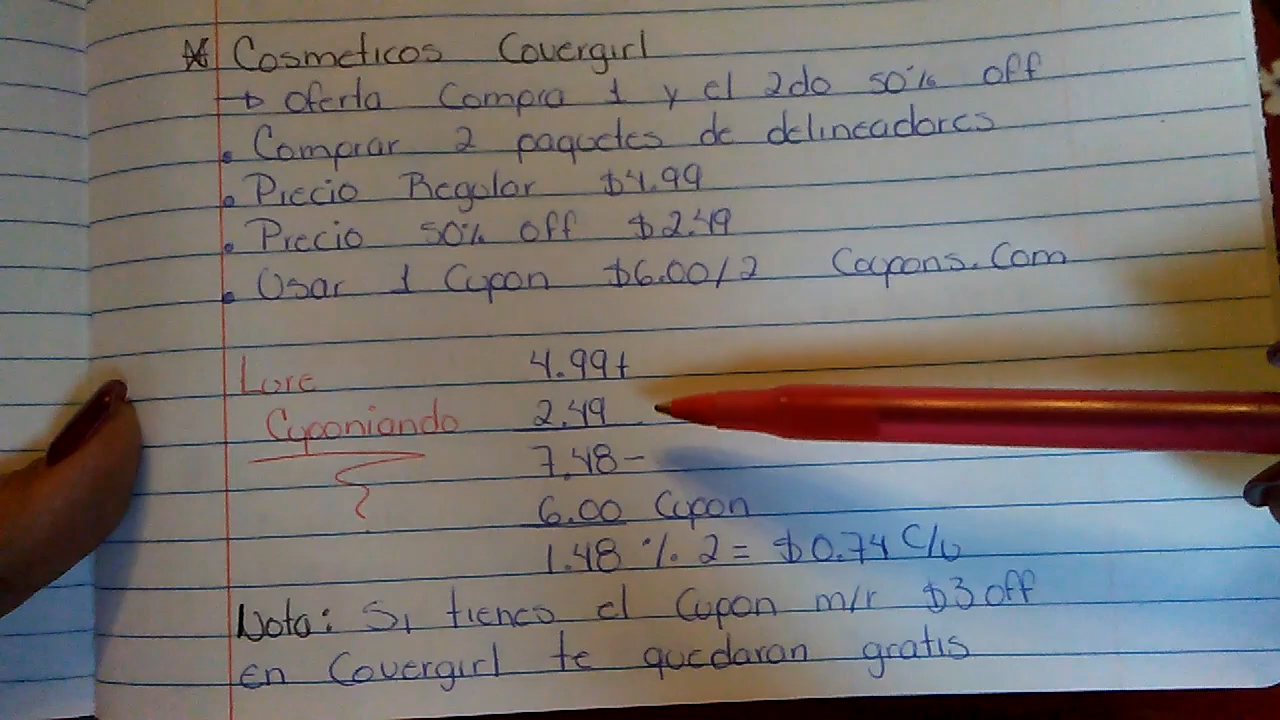 * Cosmeticos Covergirl
→ Oferta Compra 1 y el 2do 50% off
• Comprar 2 paquetes de delineadores
• Precio Regular $4.99
• Precio 50% off $2.49
• Usar 1 Cupon $6.00/2 Coupons.Com
4.99+
2.49
7.48-
6.00 Cupon
1.48 % 2 = $0.74 C/u
Lore
Cuponiando
Nota: Si tienes el Cupon m/r $3 off
en Covergirl te quedaran gratis